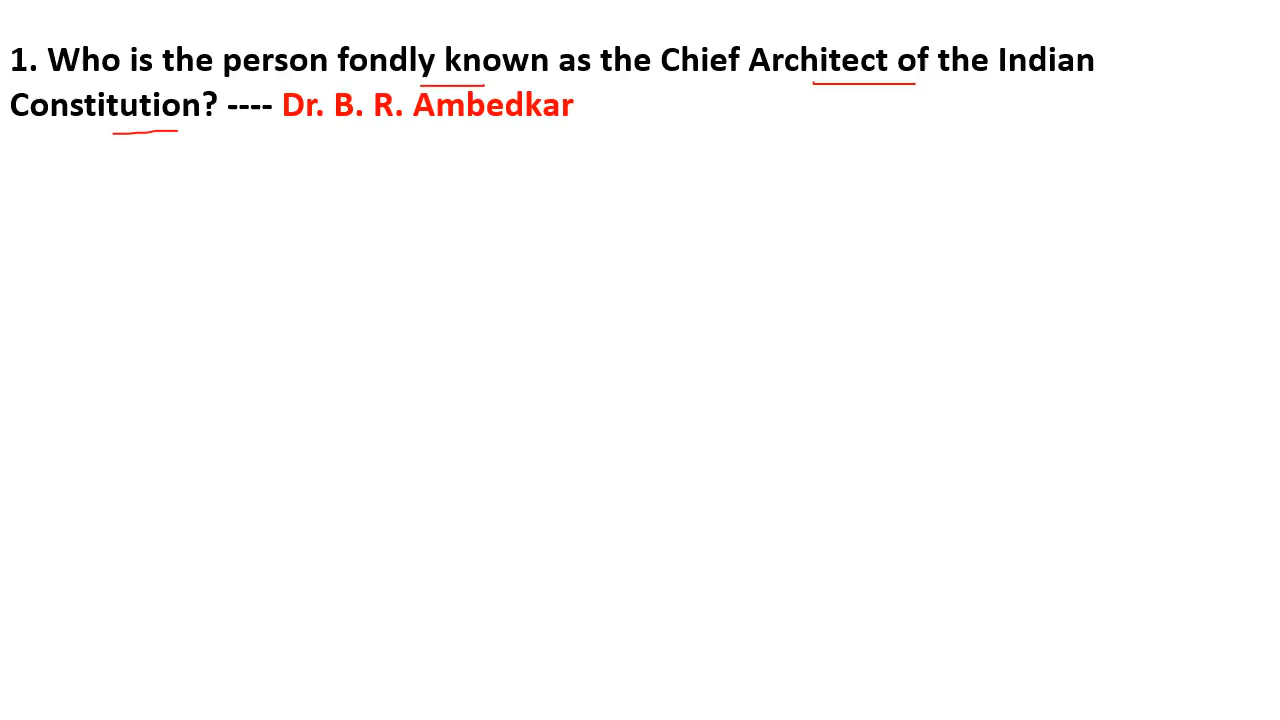 1. Who is the person fondly known as the Chief Architect of the Indian
Constitution? ---- Dr. B. R. Ambedkar